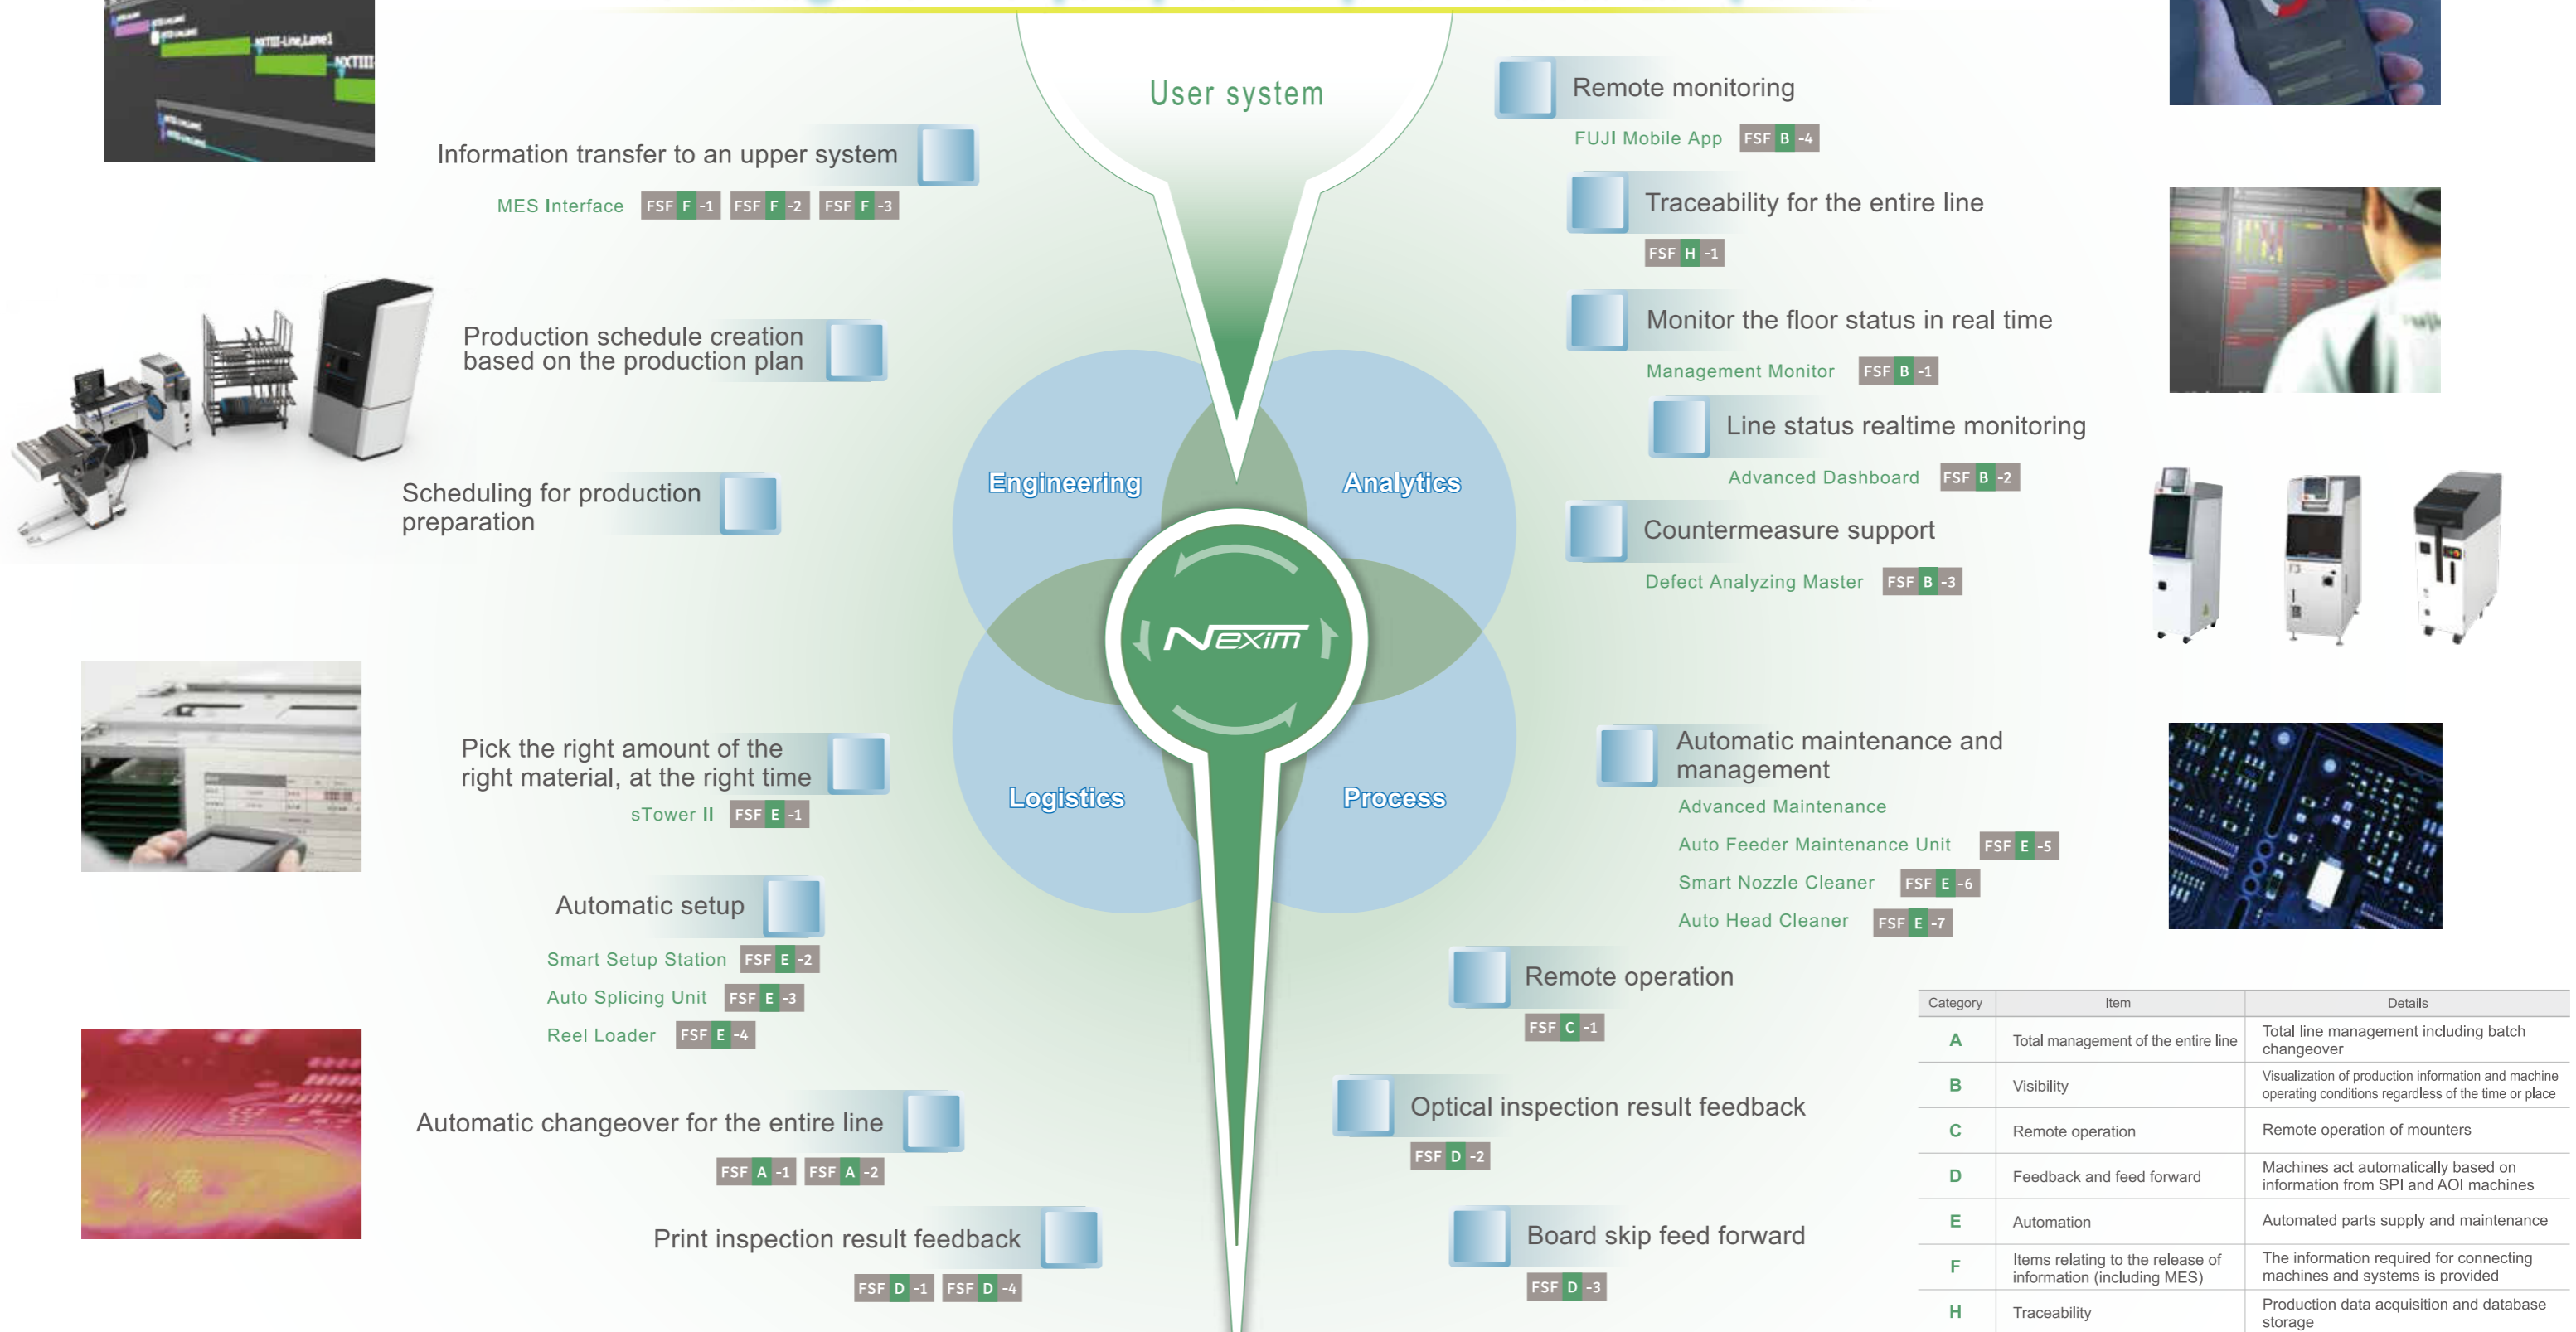 NXTIII-Line,Lane1
NXTIII
User system
Information transfer to an upper system
MES Interface FSF F -1 FSF F -2 FSF F -3
Production schedule creation
based on the production plan
Scheduling for production
preparation
Remote monitoring
FUJI Mobile App FSF B -4
Traceability for the entire line
FSF H -1
Monitor the floor status in real time
Management Monitor FSF B -1
Line status realtime monitoring
Advanced Dashboard FSF B -2
Countermeasure support
Defect Analyzing Master FSF B -3
Engineering
Analytics
Nexim
Logistics
Process
Pick the right amount of the
right material, at the right time
sTower II FSF E -1
Automatic setup
Smart Setup Station FSF E -2
Auto Splicing Unit FSF E -3
Reel Loader FSF E -4
Automatic changeover for the entire line
FSF A -1 FSF A -2
Print inspection result feedback
FSF D -1 FSF D -4
Automatic maintenance and
management
Advanced Maintenance
Auto Feeder Maintenance Unit FSF E -5
Smart Nozzle Cleaner FSF E -6
Auto Head Cleaner FSF E -7
Remote operation
FSF C -1
Optical inspection result feedback
FSF D -2
Board skip feed forward
FSF D -3
Category Item Details
A Total management of the entire line Total line management including batch
changeover
B Visibility Visualization of production information and machine
operating conditions regardless of the time or place
C Remote operation Remote operation of mounters
D Feedback and feed forward Machines act automatically based on
information from SPI and AOI machines
E Automation Automated parts supply and maintenance
F Items relating to the release of
information (including MES) The information required for connecting
machines and systems is provided
H Traceability Production data acquisition and database
storage